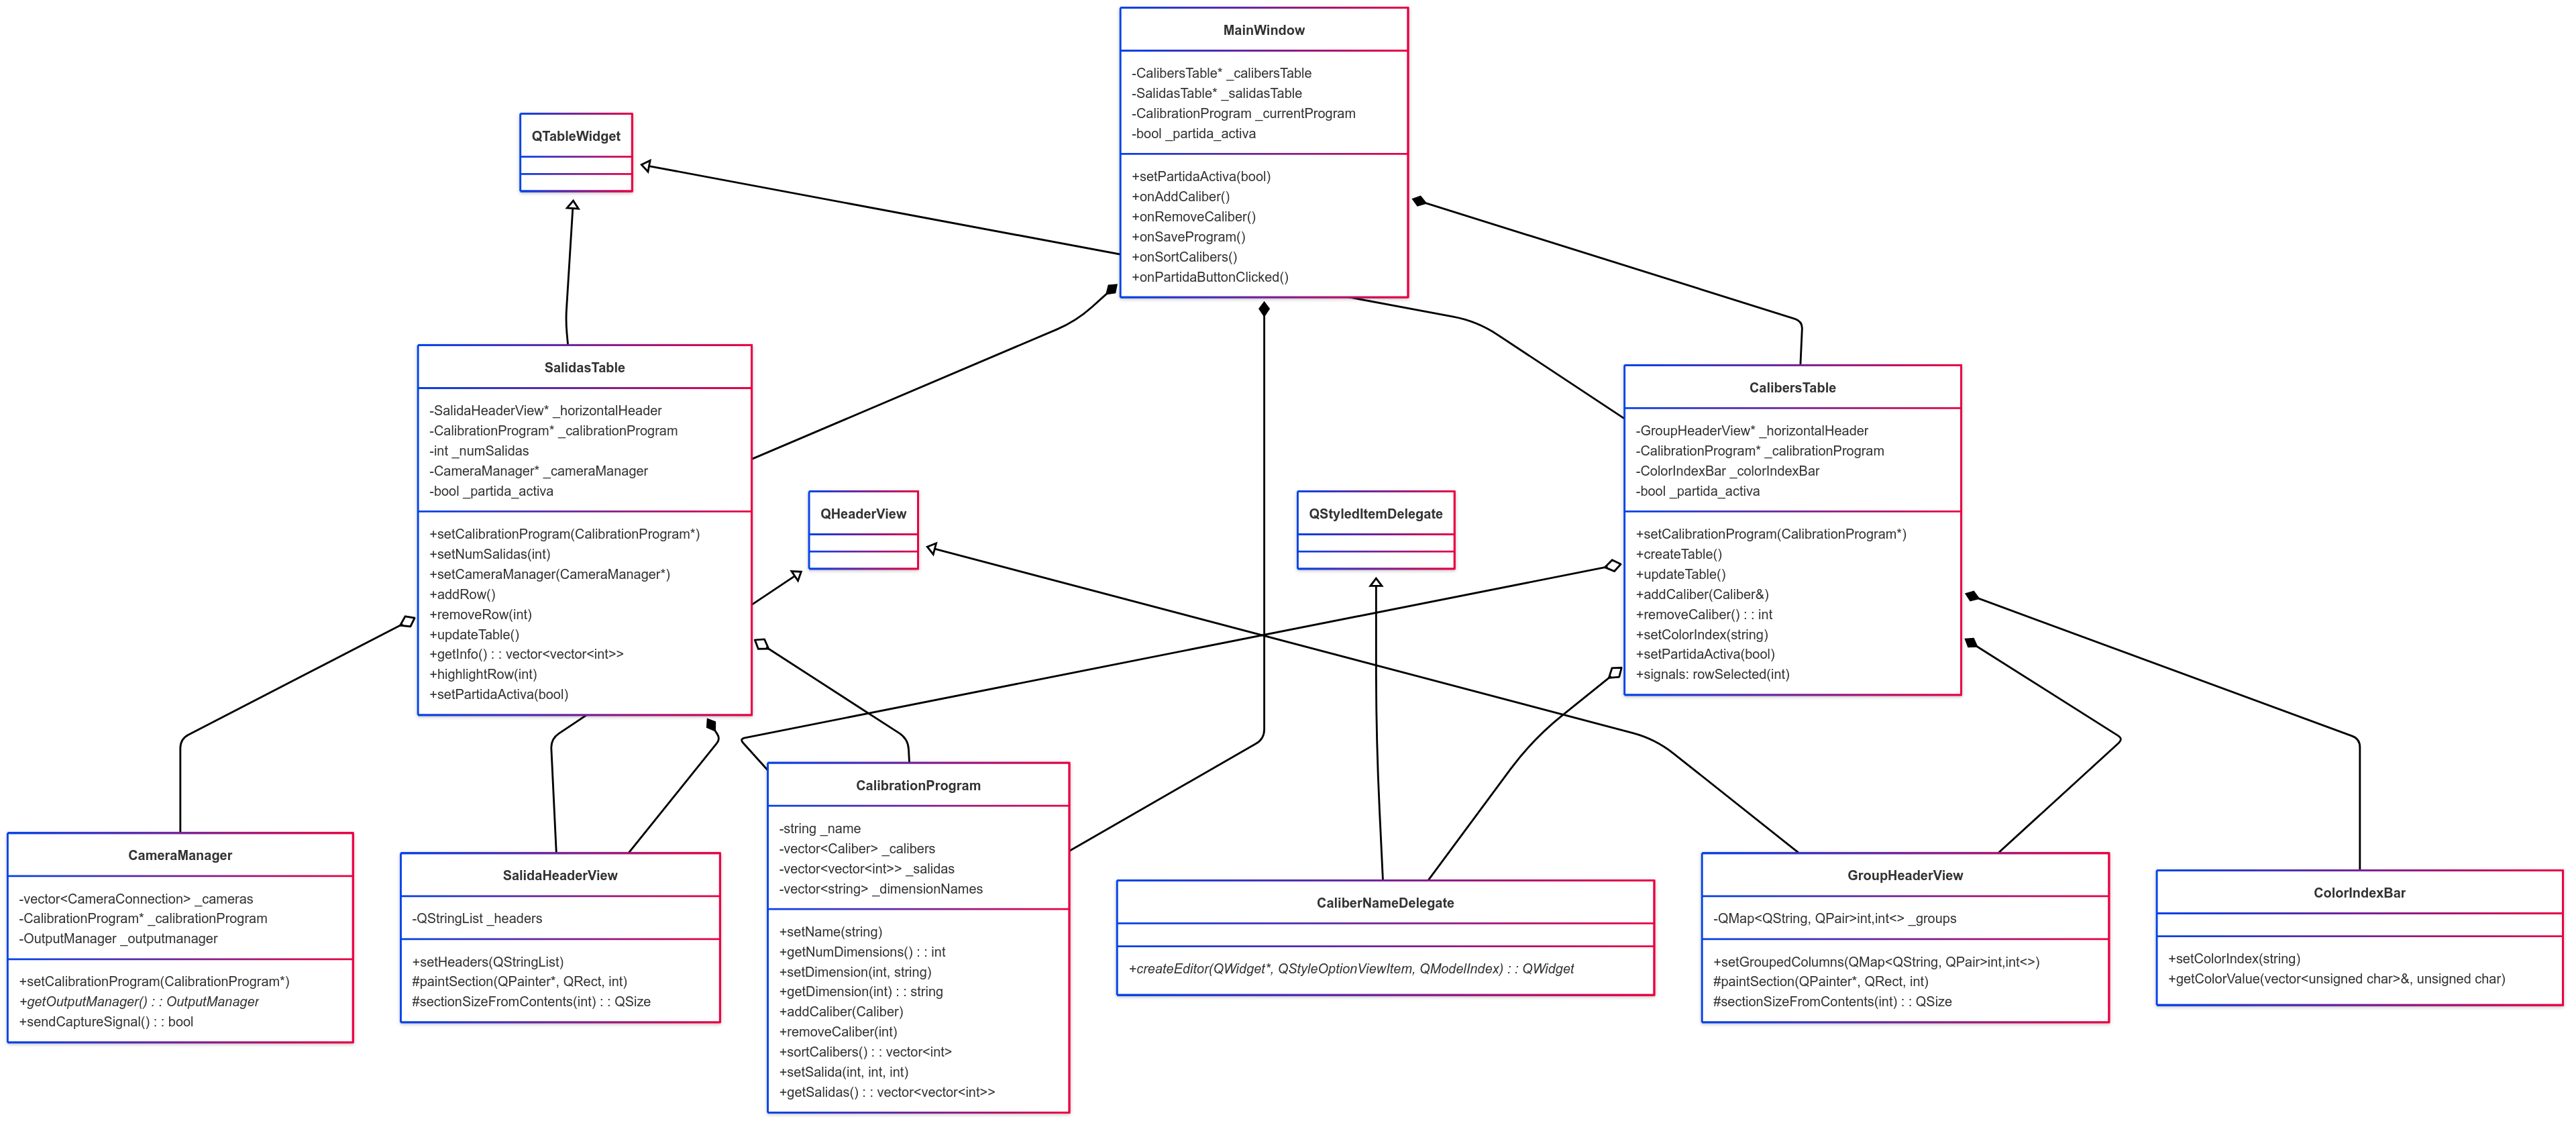 MainWindow
-CalibersTable* _calibersTable
-SalidasTable* _salidasTable
-CalibrationProgram _currentProgram
-bool _partida_activa
+setPartidaActiva(bool)
+onAddCaliber()
+onRemoveCaliber()
+onSaveProgram()
+onSortCalibers()
+onPartidaButtonClicked()
QTableWidget
SalidasTable
-SalidaHeaderView* _horizontalHeader
-CalibrationProgram* _calibrationProgram
-int _numSalidas
-CameraManager* _cameraManager
-bool _partida_activa
+setCalibrationProgram(CalibrationProgram*)
+setNumSalidas(int)
+setCameraManager(CameraManager*)
+addRow()
+removeRow(int)
+updateTable()
+getInfo() : : vector<vector<int>>
+highlightRow(int)
+setPartidaActiva(bool)
QHeaderView
QStyledItemDelegate
CalibersTable
-GroupHeaderView* _horizontalHeader
-CalibrationProgram* _calibrationProgram
-ColorIndexBar _colorIndexBar
-bool _partida_activa
+setCalibrationProgram(CalibrationProgram*)
+createTable()
+updateTable()
+addCaliber(Caliber&)
+removeCaliber() : : int
+setColorIndex(string)
+setPartidaActiva(bool)
+signals: rowSelected(int)
CameraManager
-vector<CameraConnection> _cameras
-CalibrationProgram* _calibrationProgram
-OutputManager _outputmanager
+setCalibrationProgram(CalibrationProgram*)
+getOutputManager() : : OutputManager
+sendCaptureSignal() : : bool
SalidaHeaderView
-QStringList _headers
+setHeaders(QStringList)
#paintSection(QPainter*, QRect, int)
#sectionSizeFromContents(int) : : QSize
CalibrationProgram
-string _name
-vector<Caliber> _calibers
-vector<vector<int>> _salidas
-vector<string> _dimensionNames
+setName(string)
+getNumDimensions() : : int
+setDimension(int, string)
+getDimension(int) : : string
+addCaliber(Caliber)
+removeCaliber(int)
+sortCalibers() : : vector<int>
+setSalida(int, int, int)
+getSalidas() : : vector<vector<int>>
CaliberNameDelegate
+createEditor(QWidget*, QStyleOptionViewItem, QModelIndex) : : QWidget
GroupHeaderView
-QMap<QString, QPair>int,int<> _groups
+setGroupedColumns(QMap<QString, QPair>int,int<>)
#paintSection(QPainter*, QRect, int)
#sectionSizeFromContents(int) : : QSize
ColorIndexBar
+setColorIndex(string)
+getColorValue(vector<unsigned char>&, unsigned char)